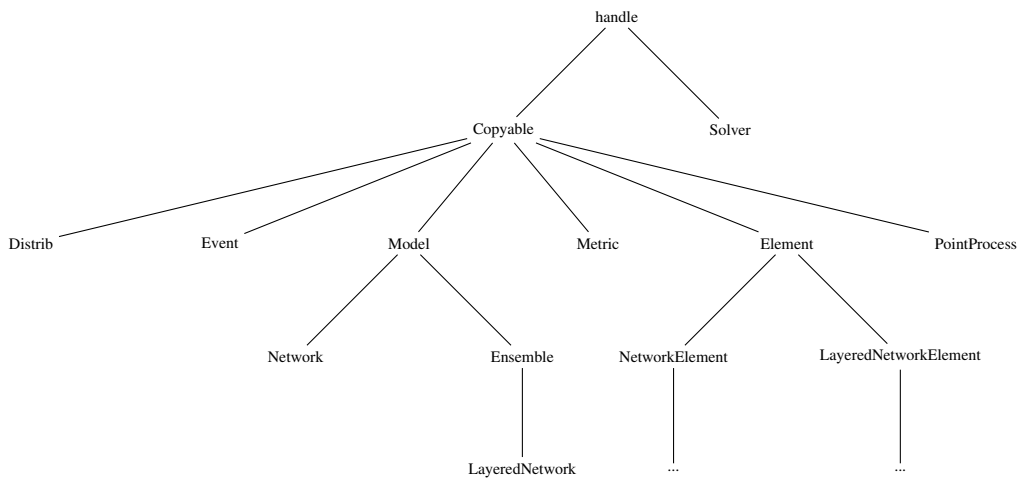 handle
Copyable
Solver
Distrib
Event
Model
Metric
Element
PointProcess
Network
Ensemble
NetworkElement
LayeredNetworkElement
LayeredNetwork
...
...